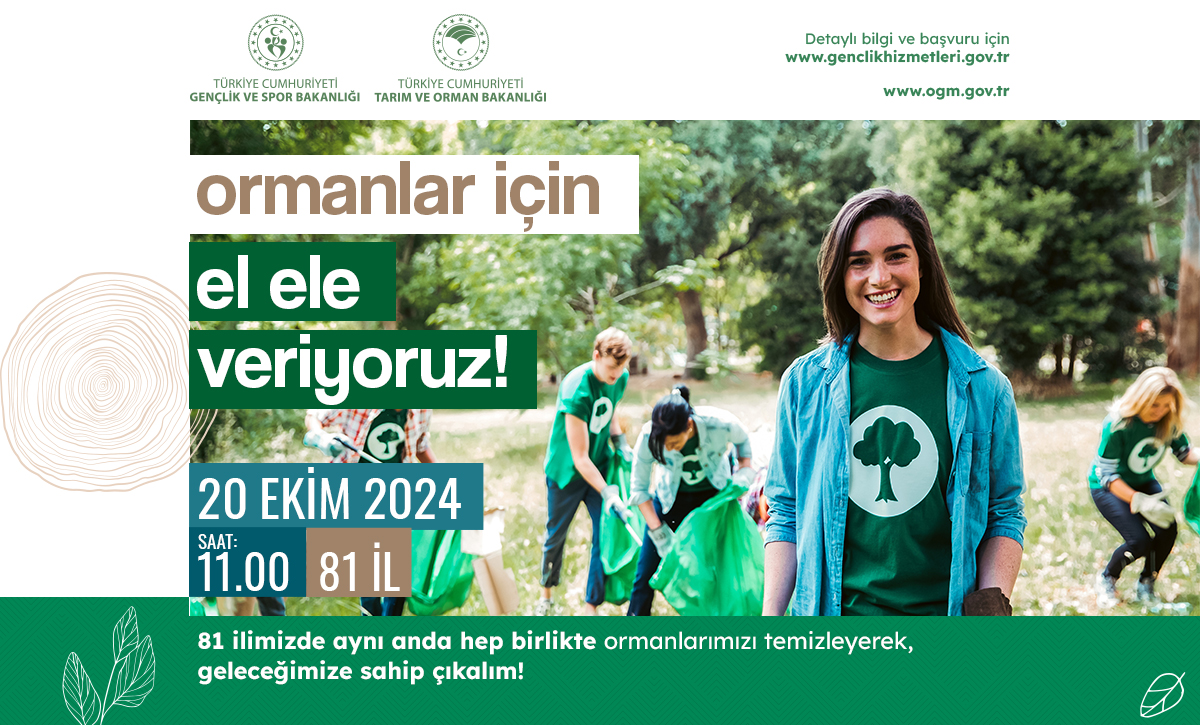 TÜRKİYE CUMHURİYETİ
GENÇLİK VE SPOR BAKANLIĞI
TÜRKİYE CUMHURİYETİ
TARIM VE ORMAN BAKANLIĞI
Detaylı bilgi ve başvuru için
www.genclikhizmetleri.gov.tr
www.ogm.gov.tr
ormanlar için
el ele
veriyoruz!
20 EKİM 2024
SAAT:
11.00
81 İL
81 ilimizde aynı anda hep birlikte ormanlarımızı temizleyerek,
geleceğimize sahip çıkalım!